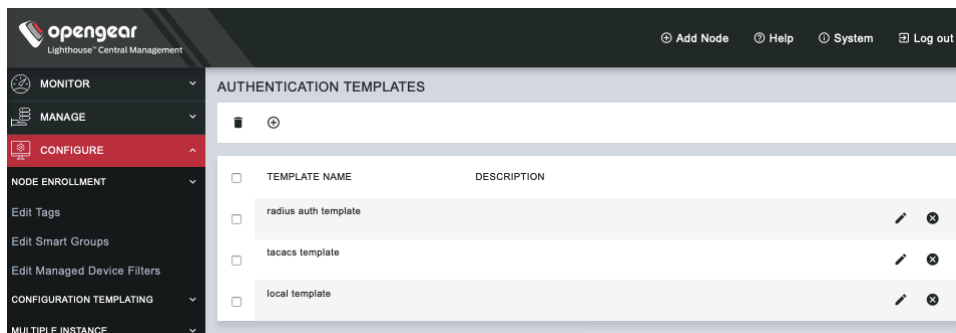 opengear
Lighthouse™ Central Management
Add Node Help System Log out
MONITOR
MANAGE
CONFIGURE
NODE ENROLLMENT
Edit Tags
Edit Smart Groups
Edit Managed Device Filters
CONFIGURATION TEMPLATING
MULTIPLE INSTANCE
AUTHENTICATION TEMPLATES
TEMPLATE NAME DESCRIPTION
radius auth template
tacacs template
local template